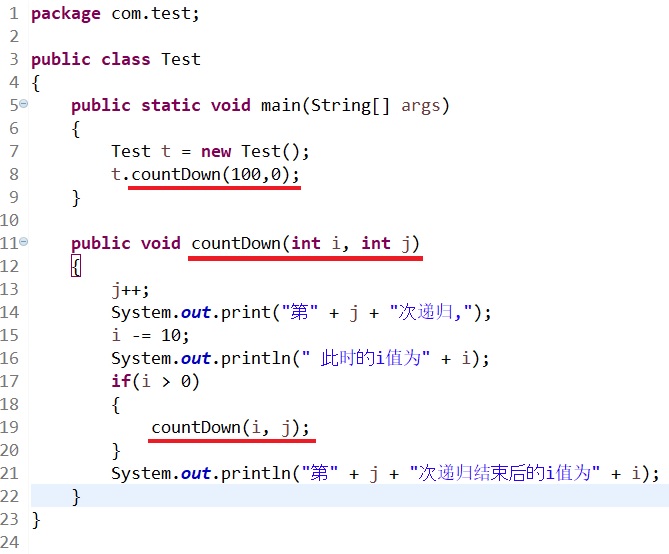 1 package com.test;
2
3 public class Test
4 {
5 public static void main(String[] args)
6 {
7 Test t = new Test();
8 t.countDown(100,0);
9 }
10
11 public void countDown(int i, int j)
12 {
13 j++;
14 System.out.print("第" + j + "次递归,");
15 i -= 10;
16 System.out.println(" 此时的i值为" + i);
17 if(i > 0)
18 {
19 countDown(i, j);
20 }
21 System.out.println("第" + j + "次递归结束后的i值为" + i);
22 }
23 }
24